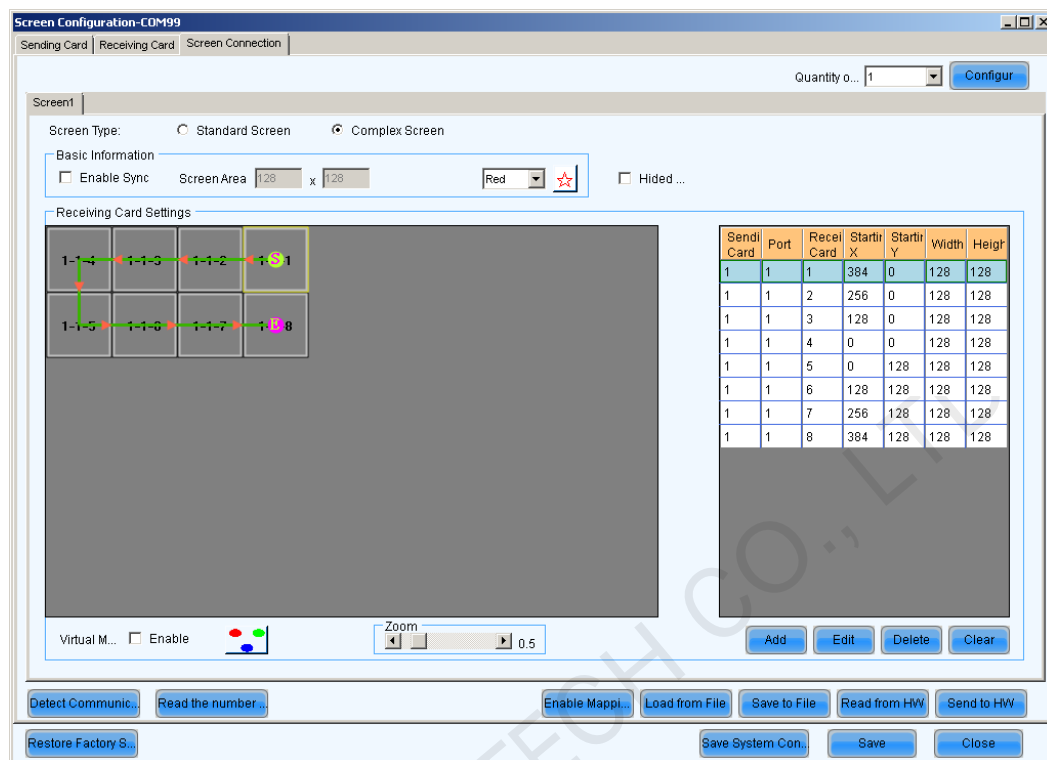 Screen Configuration-COM99
Sending Card Receiving Card Screen Connection
Quantity o... 1 Configur
Screen1
Screen Type: Standard Screen Complex Screen
Basic Information
Enable Sync Screen Area 128 x 128 Red Hided ...
Receiving Card Settings
1-1-4 1-1-3 1-1-2 S 1
1-1-5 1-1-6 1-1-7 E 8
Sendi Card Port Recei Card Startir X Startir Y Width Heigh
1 1 1 384 0 128 128
1 1 2 256 0 128 128
1 1 3 128 0 128 128
1 1 4 0 0 128 128
1 1 5 0 128 128 128
1 1 6 128 128 128 128
1 1 7 256 128 128 128
1 1 8 384 128 128 128
Virtual M... Enable Zoom 0.5 Add Edit Delete Clear
Detect Communic... Read the number ... Enable Mappi... Load from File Save to File Read from HW Send to HW
Restore Factory S... Save System Con... Save Close
TECH CO., LTD